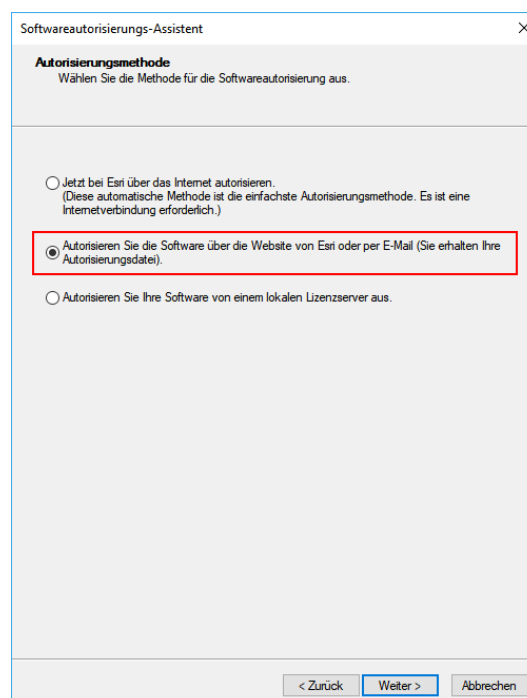 Softwareautorisierungs-Assistent
Autorisierungsmethode
Wählen Sie die Methode für die Softwareautorisierung aus.
Jetzt bei Esri über das Internet autorisieren.
(Diese automatische Methode ist die einfachste Autorisierungsmethode. Es ist eine
Internetverbindung erforderlich.)
Autorisieren Sie die Software über die Website von Esri oder per E-Mail (Sie erhalten Ihre
Autorisierungsdatei).
Autorisieren Sie Ihre Software von einem lokalen Lizenzserver aus.
< Zurück Weiter > Abbrechen